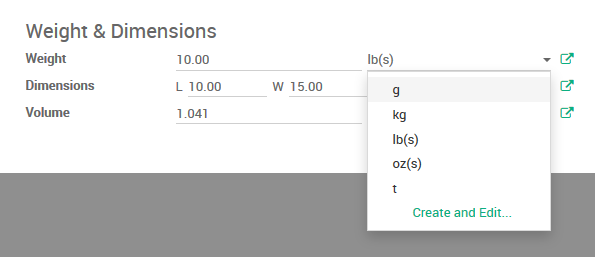 Weight & Dimensions
Weight 10.00 lb(s)
Dimensions L 10.00 W 15.00
g
kg
Volume 1.041
lb(s)
oz(s)
t
Create and Edit...